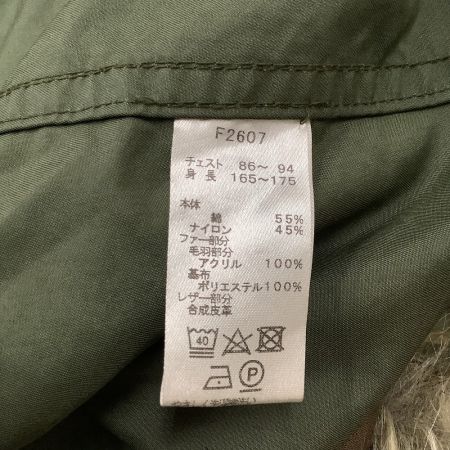 F2607
チェスト 86～ 94
身 長 165～175
本体
綿 55%
ナイロン 45%
ファー部分
毛羽部分
アクリル 100%
基布
ポリエステル100%
レザー部分
合成皮革
40
P